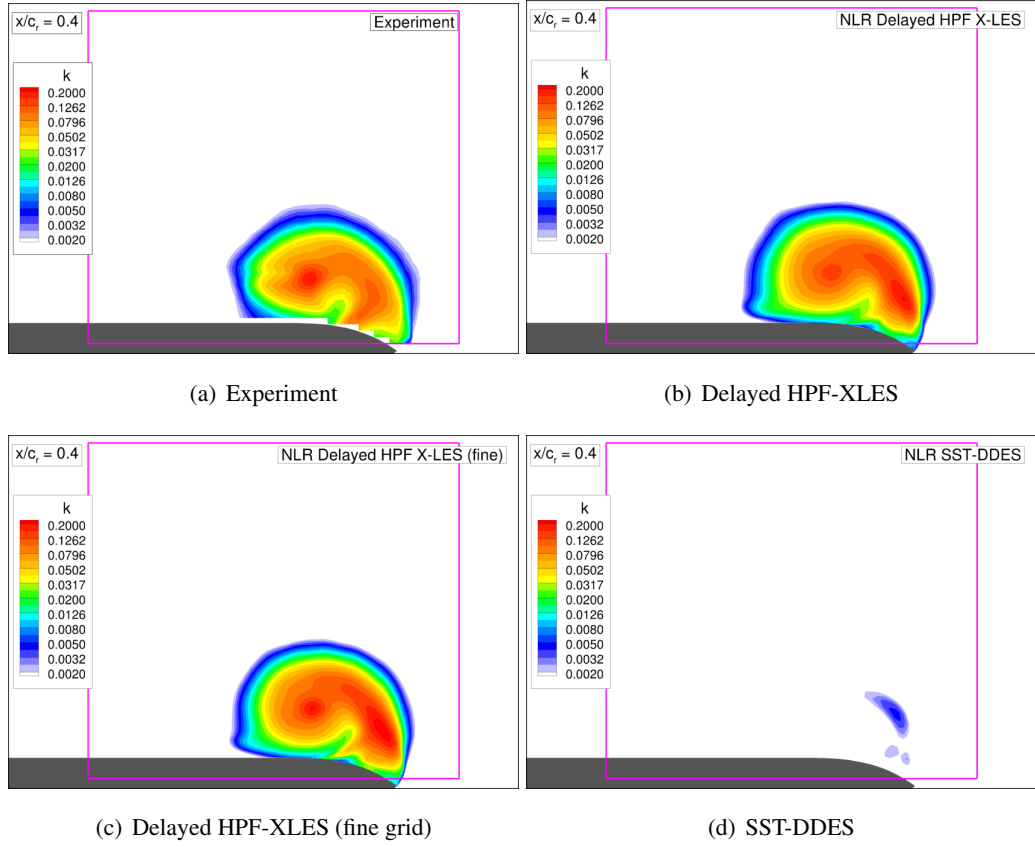 x/cr = 0.4
Experiment
k
0.2000
0.1262
0.0796
0.0502
0.0317
0.0200
0.0126
0.0080
0.0050
0.0032
0.0020
(a) Experiment
x/cr = 0.4
NLR Delayed HPF X-LES
k
0.2000
0.1262
0.0796
0.0502
0.0317
0.0200
0.0126
0.0080
0.0050
0.0032
0.0020
(b) Delayed HPF-XLES
x/cr = 0.4
NLR Delayed HPF X-LES (fine)
k
0.2000
0.1262
0.0796
0.0502
0.0317
0.0200
0.0126
0.0080
0.0050
0.0032
0.0020
(c) Delayed HPF-XLES (fine grid)
x/cr = 0.4
NLR SST-DDES
k
0.2000
0.1262
0.0796
0.0502
0.0317
0.0200
0.0126
0.0080
0.0050
0.0032
0.0020
(d) SST-DDES